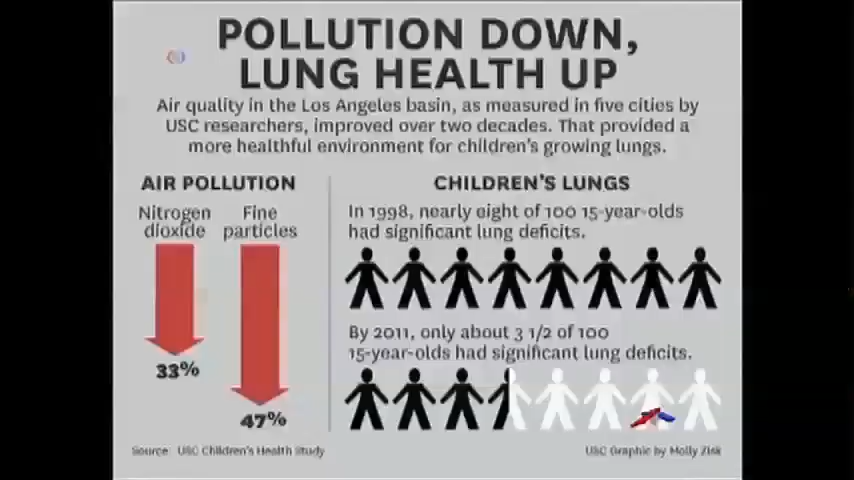 POLLUTION DOWN,
LUNG HEALTH UP
Air quality in the Los Angeles basin, as measured in five cities by
USC researchers, improved over two decades. That provided a
more healthful environment for children's growing lungs.
AIR POLLUTION
Nitrogen
dioxide
Fine
particles
33%
47%
CHILDREN'S LUNGS
In 1998, nearly eight of 100 15-year-olds
had significant lung deficits.
By 2011, only about 3 1/2 of 100
15-year-olds had significant lung deficits.
Source: USC Children's Health Study
USC Graphic by Molly Zisk